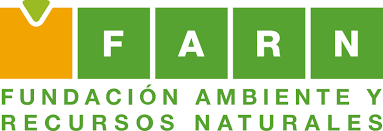 FARN
FUNDACIÓN AMBIENTE Y
RECURSOS NATURALES